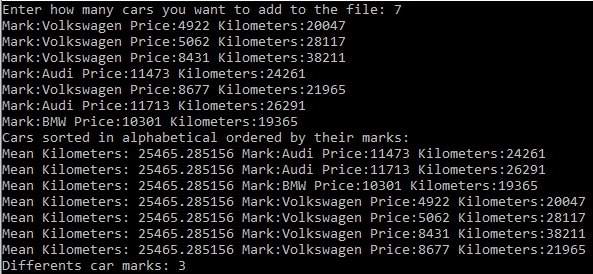 Enter how many cars you want to add to the file: 7
Mark:Volkswagen Price:4922 Kilometers:20047
Mark:Volkswagen Price:5062 Kilometers:28117
Mark:Volkswagen Price:8431 Kilometers:38211
Mark:Audi Price:11473 Kilometers:24261
Mark:Volkswagen Price:8677 Kilometers:21965
Mark:Audi Price:11713 Kilometers:26291
Mark:BMW Price:10301 Kilometers:19365
Cars sorted in alphabetical ordered by their marks:
Mean Kilometers: 25465.285156 Mark:Audi Price:11473 Kilometers:24261
Mean Kilometers: 25465.285156 Mark:Audi Price:11713 Kilometers:26291
Mean Kilometers: 25465.285156 Mark:BMW Price:10301 Kilometers:19365
Mean Kilometers: 25465.285156 Mark:Volkswagen Price:4922 Kilometers:20047
Mean Kilometers: 25465.285156 Mark:Volkswagen Price:5062 Kilometers:28117
Mean Kilometers: 25465.285156 Mark:Volkswagen Price:8431 Kilometers:38211
Mean Kilometers: 25465.285156 Mark:Volkswagen Price:8677 Kilometers:21965
Differents car marks: 3